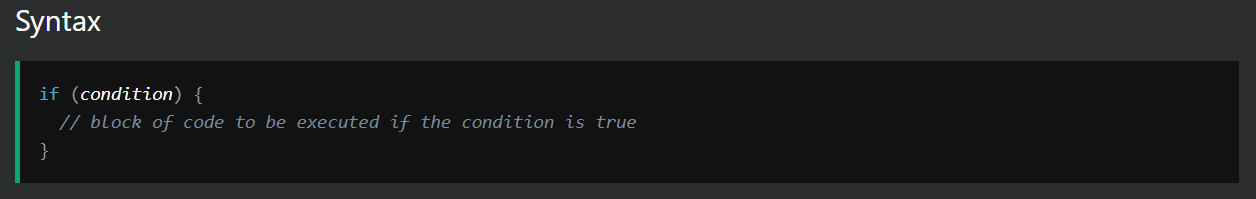 Syntax
if (condition) {
  // block of code to be executed if the condition is true
}